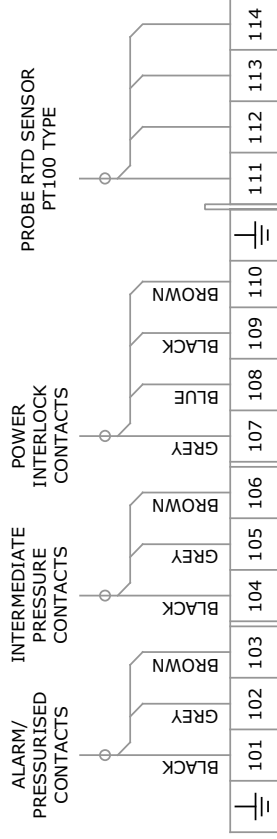 PROBE RTD SENSOR
PT100 TYPE
114
113
112
111
POWER
INTERLOCK
CONTACTS
BROWN
BLACK
BLUE
GREY
110
109
108
107
INTERMEDIATE
PRESSURE
CONTACTS
BROWN
GREY
BLACK
106
105
104
ALARM/
PRESSURISED
CONTACTS
BROWN
GREY
BLACK
103
102
101